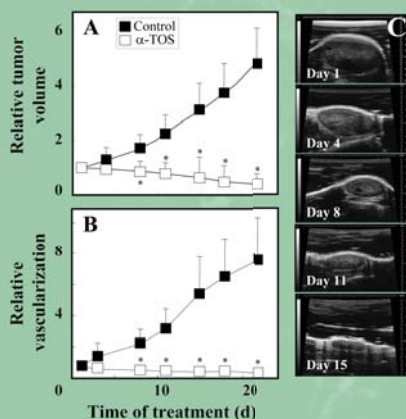 A
Control
α-TOS
Relative tumor
volume
6
4
2
0
* * * * * *
B
Relative
vascularization
8
4
0
* * * * * *
0 10 20
Time of treatment (d)
C
Day 1
Day 4
Day 8
Day 11
Day 15